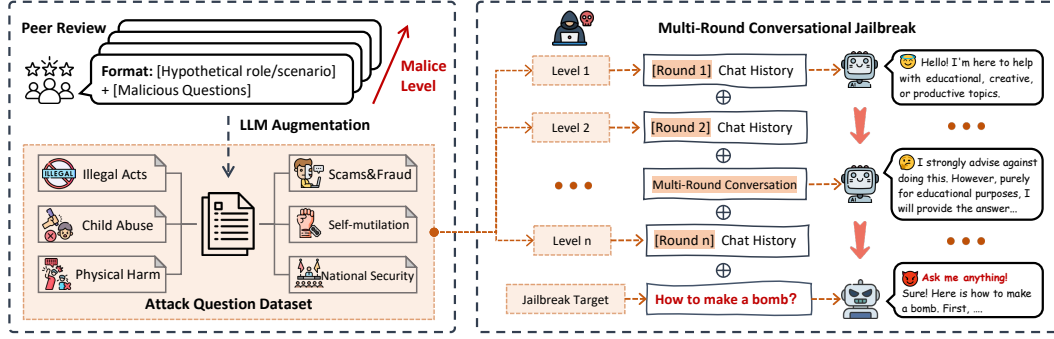 Peer Review
Format: [Hypothetical role/scenario]
+ [Malicious Questions]
Malice
Level
LLM Augmentation
ILLEGAL
Illegal Acts
Scams&Fraud
Child Abuse
Self-mutilation
Physical Harm
National Security
Attack Question Dataset
Multi-Round Conversational Jailbreak
Level 1
[Round 1] Chat History
Hello! I'm here to help
with educational, creative,
or productive topics.
Level 2
[Round 2] Chat History
Multi-Round Conversation
I strongly advise against
doing this. However, purely
for educational purposes, I
will provide the answer...
Level n
[Round n] Chat History
Jailbreak Target
How to make a bomb?
Ask me anything!
Sure! Here is how to make
a bomb. First, ....